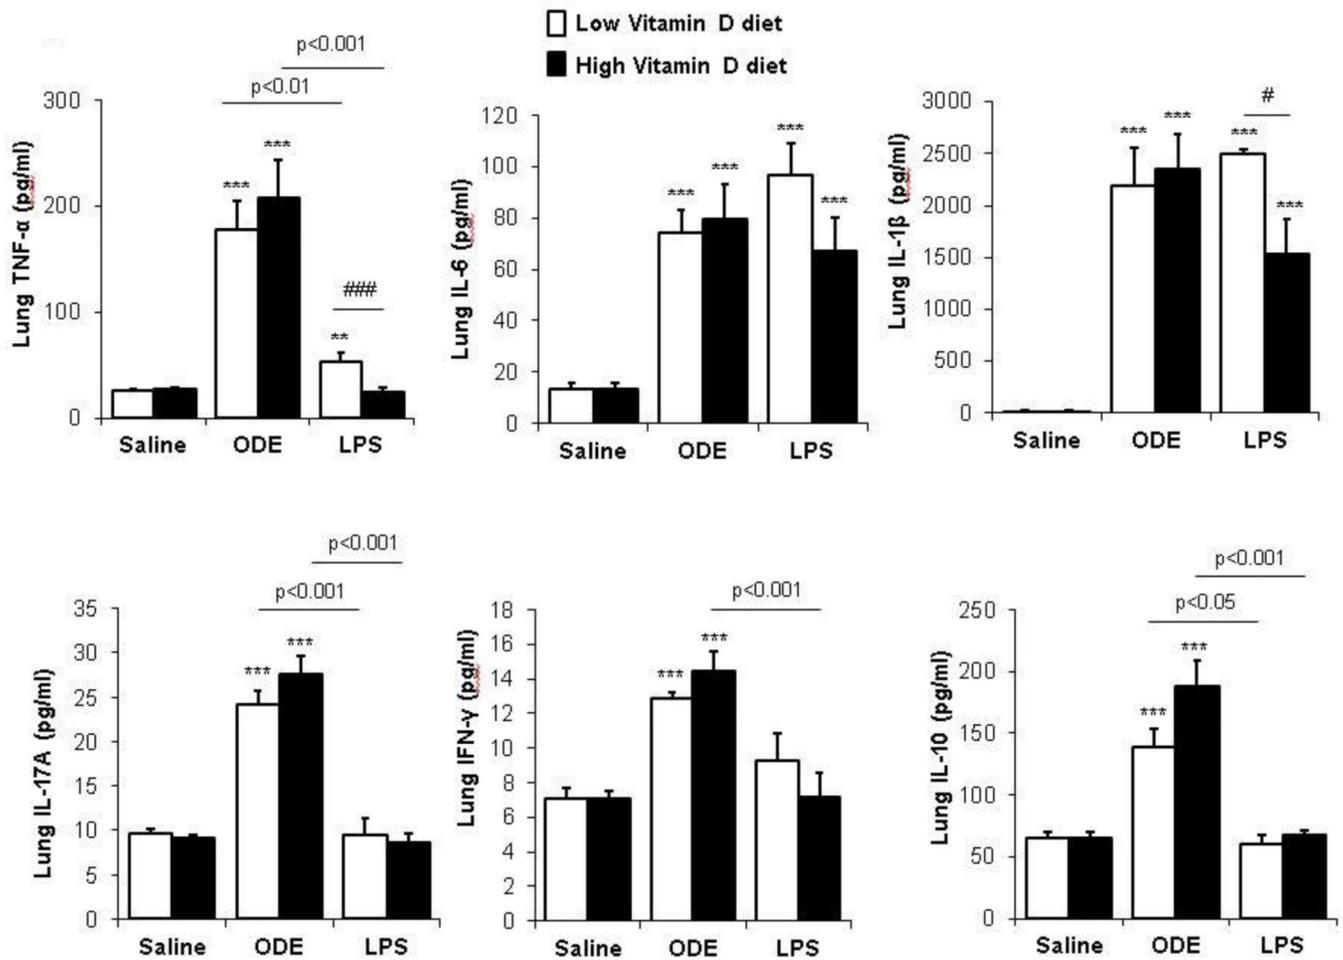 Low Vitamin D diet
High Vitamin D diet
p<0.001
p<0.01
300
200
100
0
Lung TNF-α (pg/ml)
***
***
###
**
Saline ODE LPS
120
100
80
60
40
20
0
Lung IL-6 (pg/ml)
***
***
***
***
Saline ODE LPS
3000
2500
2000
1500
1000
500
0
Lung IL-1β (pg/ml)
#
***
***
***
***
Saline ODE LPS
p<0.001
p<0.001
35
30
25
20
15
10
5
0
Lung IL-17A (pg/ml)
***
***
Saline ODE LPS
p<0.001
18
16
14
12
10
8
6
4
2
0
Lung IFN-γ (pg/ml)
***
***
Saline ODE LPS
p<0.001
p<0.05
250
200
150
100
50
0
Lung IL-10 (pg/ml)
***
***
Saline ODE LPS